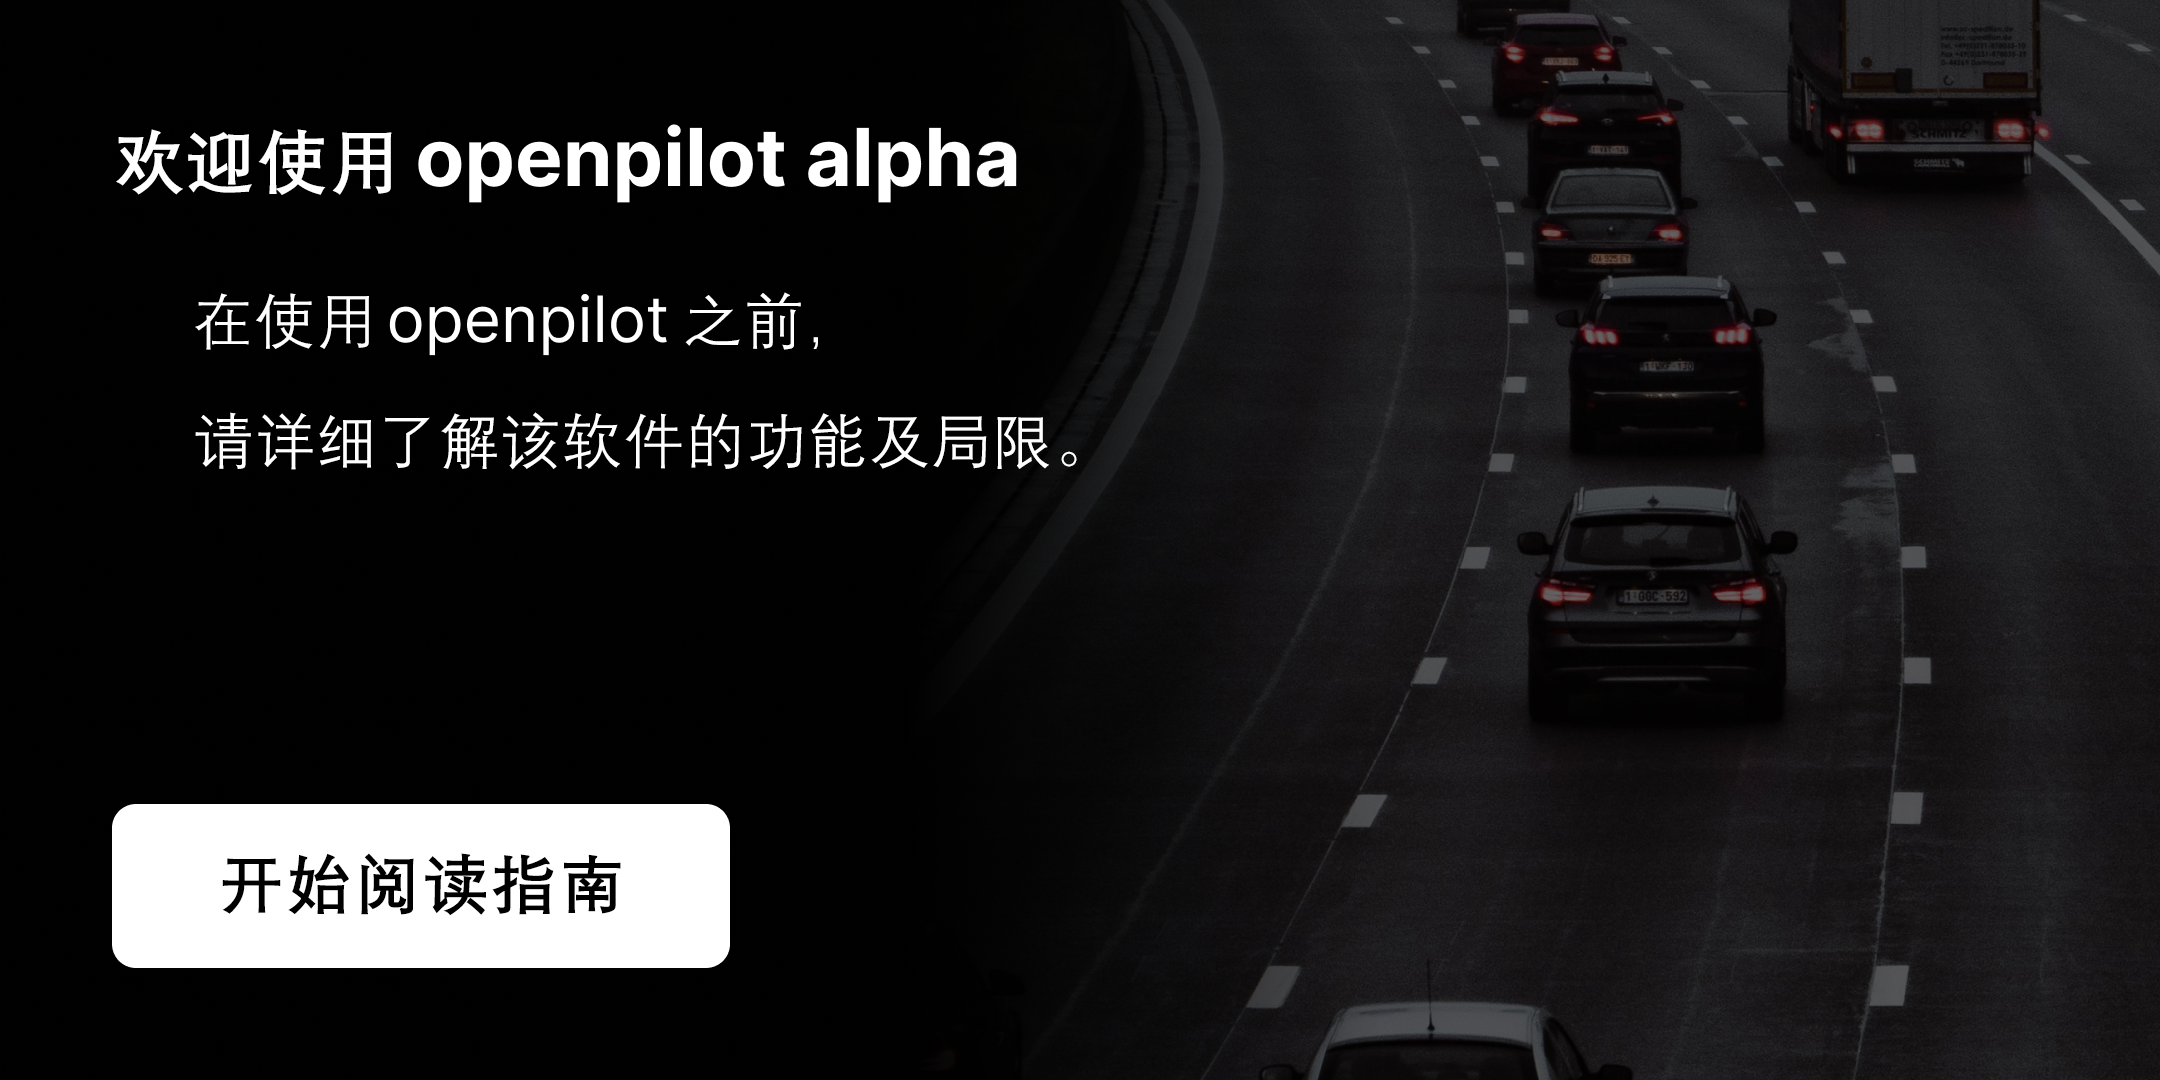 欢迎使用 openpilot alpha
在使用 openpilot 之前,
请详细了解该软件的功能及局限。
开始阅读指南
SCHMITZ